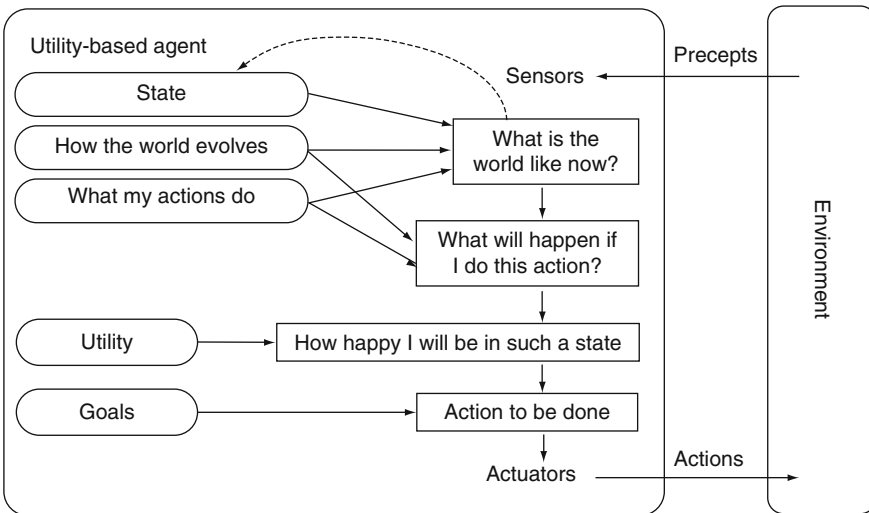 Utility-based agent
Precepts
Sensors
State
How the world evolves
What my actions do
What is the
world like now?
What will happen if
I do this action?
Environment
Utility
How happy I will be in such a state
Goals
Action to be done
Actuators
Actions